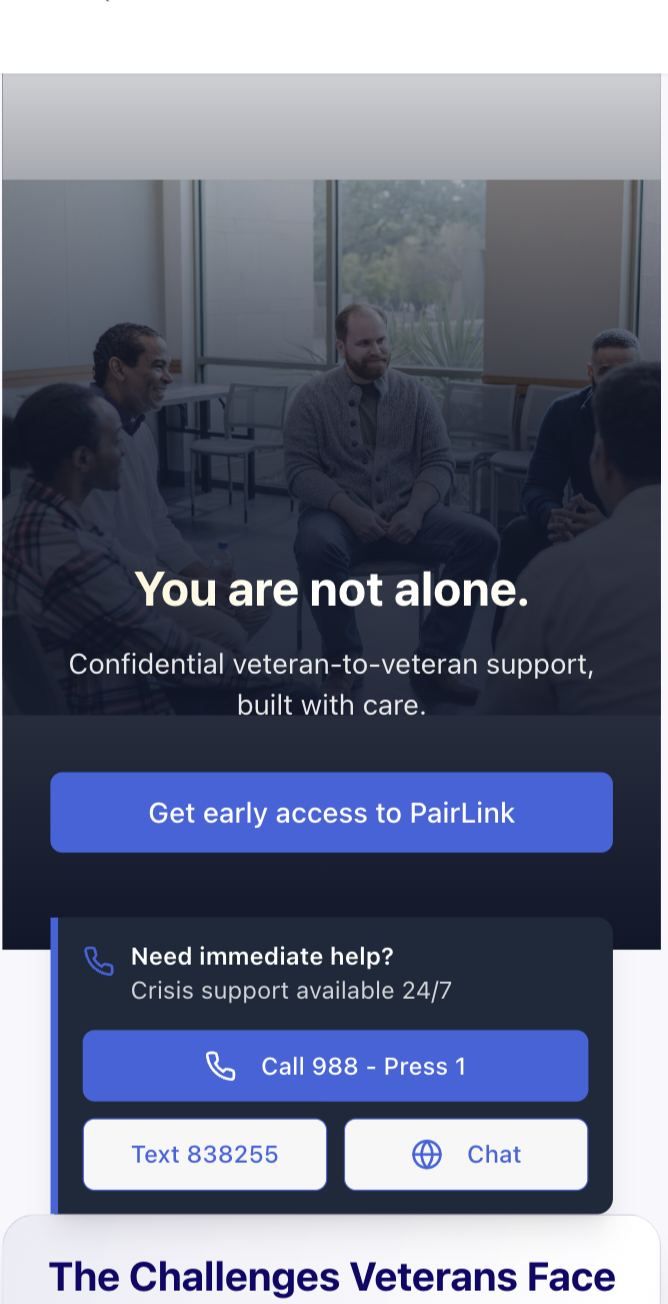 You are not alone.
Confidential veteran-to-veteran support,
built with care.
Get early access to PairLink
Need immediate help?
Crisis support available 24/7
Call 988 - Press 1
Text 838255
Chat
The Challenges Veterans Face